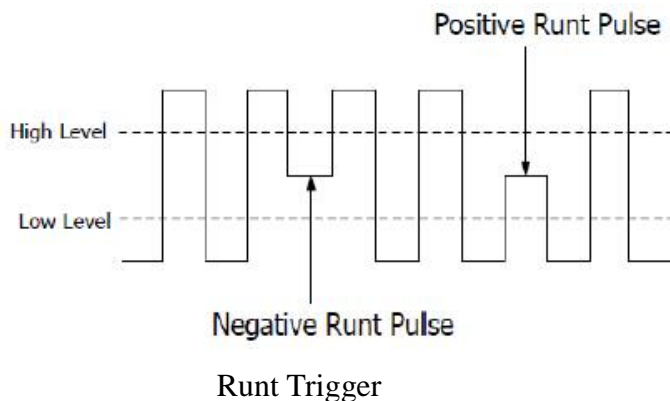 Positive Runt Pulse
High Level
Low Level
Negative Runt Pulse
Runt Trigger